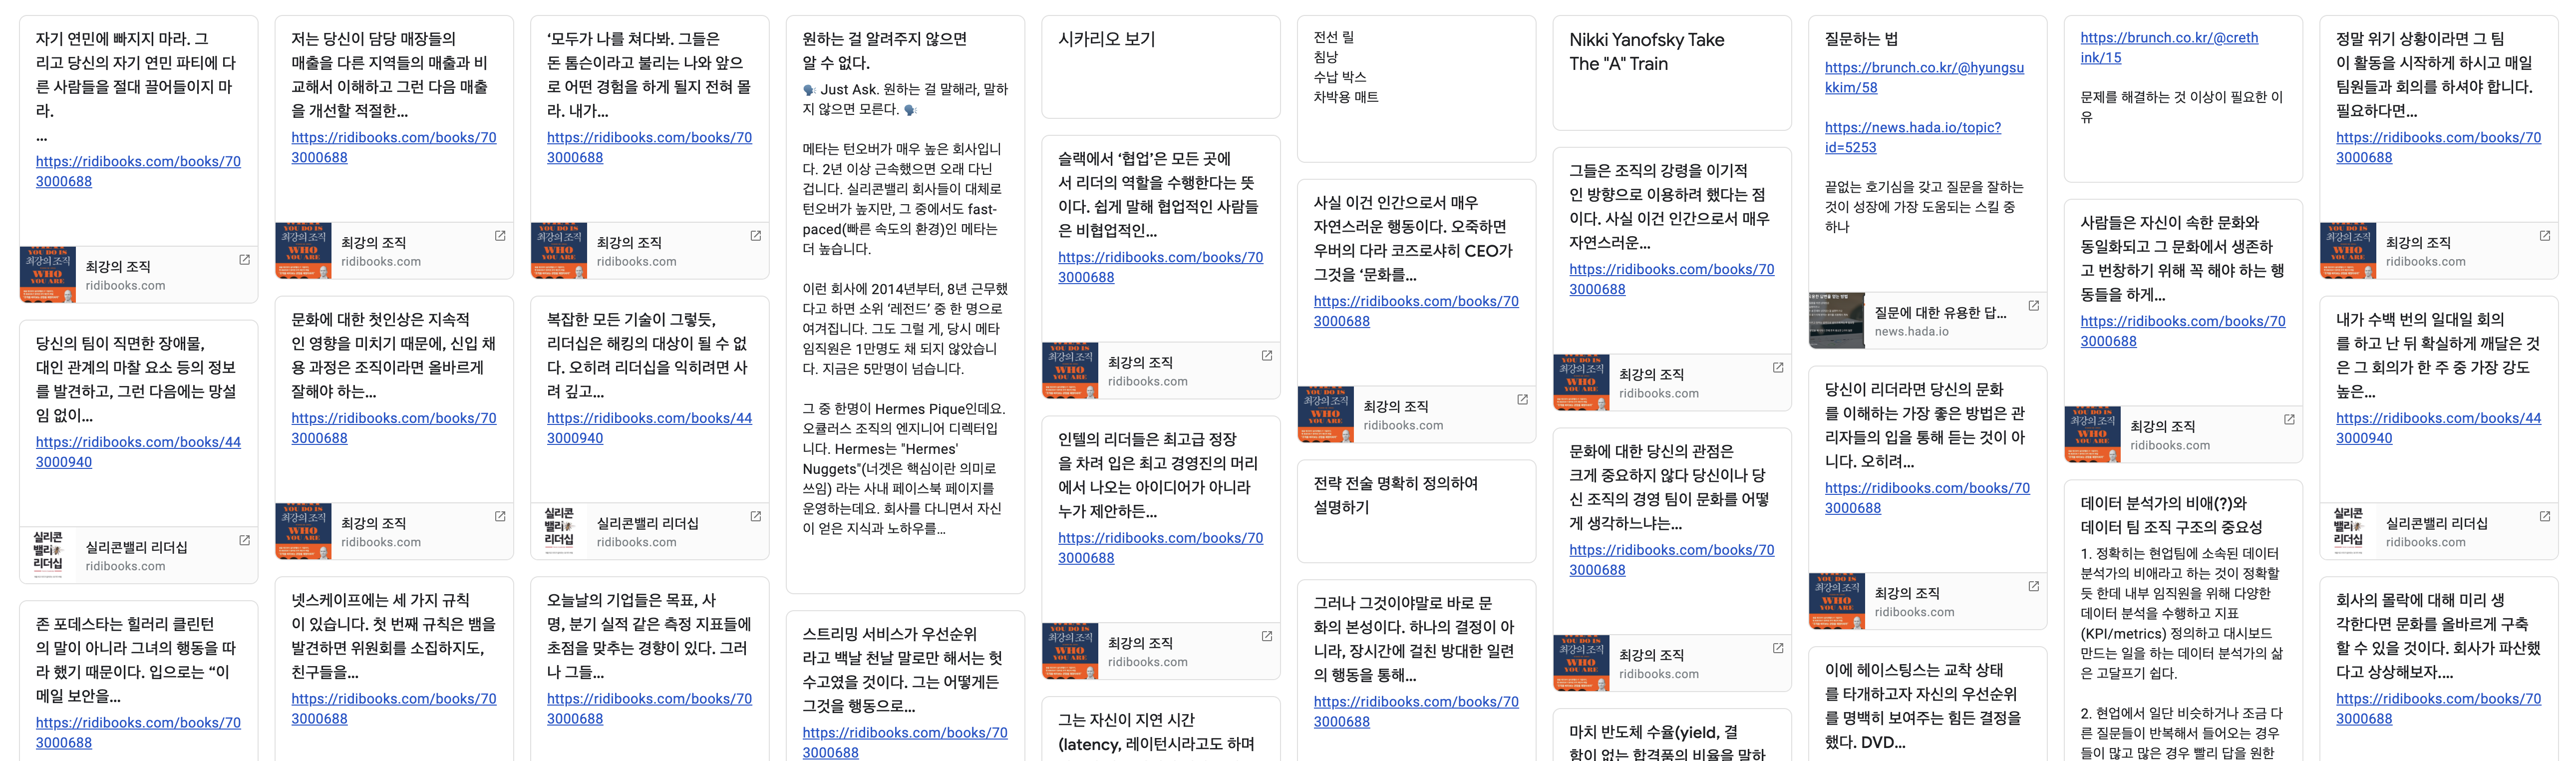 자기 연민에 빠지지 마라. 그
리고 당신의 자기 연민 파티에 다
른 사람들을 절대 끌어들이지 마
라.
...
https://ridibooks.com/books/70
3000688
최강의 조직
ridibooks.com
당신의 팀이 직면한 장애물,
대인 관계의 마찰 요소 등의 정보
를 발견하고, 그런 다음에는 망설
임 없이...
https://ridibooks.com/books/44
3000940
실리콘
밸리
리더십
실리콘밸리 리더십
ridibooks.com
존 포데스타는 힐러리 클린턴
의 말이 아니라 그녀의 행동을 따
라 했기 때문이다. 입으로는 “이
메일 보안을...
https://ridibooks.com/books/70
3000688
저는 당신이 담당 매장들의
매출을 다른 지역들의 매출과 비
교해서 이해하고 그런 다음 매출
을 개선할 적절한...
https://ridibooks.com/books/70
3000688
최강의 조직
ridibooks.com
문화에 대한 첫인상은 지속적
인 영향을 미치기 때문에, 신입 채
용 과정은 조직이라면 올바르게
잘해야 하는...
https://ridibooks.com/books/70
3000688
최강의 조직
ridibooks.com
넷스케이프에는 세 가지 규칙
이 있습니다. 첫 번째 규칙은 뱀을
발견하면 위원회를 소집하지도,
친구들을...
https://ridibooks.com/books/70
3000688
‘모두가 나를 쳐다봐. 그들은
돈 톰슨이라고 불리는 나와 앞으
로 어떤 경험을 하게 될지 전혀 몰
라. 내가...
https://ridibooks.com/books/70
3000688
최강의 조직
ridibooks.com
복잡한 모든 기술이 그렇듯,
리더십은 해킹의 대상이 될 수 없
다. 오히려 리더십을 익히려면 사
려 깊고...
https://ridibooks.com/books/44
3000940
실리콘
밸리
리더십
실리콘밸리 리더십
ridibooks.com
오늘날의 기업들은 목표, 사
명, 분기 실적 같은 측정 지표들에
초점을 맞추는 경향이 있다. 그러
나 그들...
https://ridibooks.com/books/70
3000688
원하는 걸 알려주지 않으면
알 수 없다.
🗣️ Just Ask. 원하는 걸 말해라, 말하
지 않으면 모른다. 🗣️
메타는 턴오버가 매우 높은 회사입니
다. 2년 이상 근속했으면 오래 다닌
겁니다. 실리콘밸리 회사들이 대체로
턴오버가 높지만, 그 중에서도 fast-
paced(빠른 속도의 환경)인 메타는
더 높습니다.
이런 회사에 2014년부터, 8년 근무했
다고 하면 소위 ‘레전드’ 중 한 명으로
여겨집니다. 그도 그럴 게, 당시 메타
임직원은 1만명도 채 되지 않았습니
다. 지금은 5만명이 넘습니다.
그 중 한명이 Hermes Pique인데요.
오큘러스 조직의 엔지니어 디렉터입
니다. Hermes는 "Hermes'
Nuggets"(너겟은 핵심이란 의미로
쓰임) 라는 사내 페이스북 페이지를
운영하는데요. 회사를 다니면서 자신
이 얻은 지식과 노하우를...
스트리밍 서비스가 우선순위
라고 백날 천날 말로만 해서는 헛
수고였을 것이다. 그는 어떻게든
그것을 행동으로...
https://ridibooks.com/books/70
3000688
시카리오 보기
슬랙에서 ‘협업’은 모든 곳에
서 리더의 역할을 수행한다는 뜻
이다. 쉽게 말해 협업적인 사람들
은 비협업적인...
https://ridibooks.com/books/70
3000688
최강의 조직
ridibooks.com
인텔의 리더들은 최고급 정장
을 차려 입은 최고 경영진의 머리
에서 나오는 아이디어가 아니라
누가 제안하든...
https://ridibooks.com/books/70
3000688
최강의 조직
ridibooks.com
그는 자신이 지연 시간
(latency, 레이턴시라고도 하며
전선 릴
침낭
수납 박스
차박용 매트
사실 이건 인간으로서 매우
자연스러운 행동이다. 오죽하면
우버의 다라 코즈로샤히 CEO가
그것을 ‘문화를...
https://ridibooks.com/books/70
3000688
최강의 조직
ridibooks.com
전략 전술 명확히 정의하여
설명하기
그러나 그것이야말로 바로 문
화의 본성이다. 하나의 결정이 아
니라, 장시간에 걸친 방대한 일련
의 행동을 통해...
https://ridibooks.com/books/70
3000688
Nikki Yanofsky Take
The "A" Train
그들은 조직의 강령을 이기적
인 방향으로 이용하려 했다는 점
이다. 사실 이건 인간으로서 매우
자연스러운...
https://ridibooks.com/books/70
3000688
최강의 조직
ridibooks.com
문화에 대한 당신의 관점은
크게 중요하지 않다 당신이나 당
신 조직의 경영 팀이 문화를 어떻
게 생각하느냐는...
https://ridibooks.com/books/70
3000688
최강의 조직
ridibooks.com
마치 반도체 수율(yield, 결
함이 없는 합격품의 비율을 말하
질문하는 법
https://brunch.co.kr/@hyungsu
kkim/58
https://news.hada.io/topic?
id=5253
끝없는 호기심을 갖고 질문을 잘하는
것이 성장에 가장 도움되는 스킬 중
하나
질문에 대한 유용한 답...
news.hada.io
당신이 리더라면 당신의 문화
를 이해하는 가장 좋은 방법은 관
리자들의 입을 통해 듣는 것이 아
니다. 오히려...
https://ridibooks.com/books/70
3000688
최강의 조직
ridibooks.com
이에 헤이스팅스는 교착 상태
를 타개하고자 자신의 우선순위
를 명백히 보여주는 힘든 결정을
했다. DVD...
https://brunch.co.kr/@creth
ink/15
문제를 해결하는 것 이상이 필요한 이
유
사람들은 자신이 속한 문화와
동일화되고 그 문화에서 생존하
고 번창하기 위해 꼭 해야 하는 행
동들을 하게...
https://ridibooks.com/books/70
3000688
최강의 조직
ridibooks.com
데이터 분석가의 비애(?)와
데이터 팀 조직 구조의 중요성
1. 정확히는 현업팀에 소속된 데이터
분석가의 비애라고 하는 것이 정확할
듯 한데 내부 임직원을 위해 다양한
데이터 분석을 수행하고 지표
(KPI/metrics) 정의하고 대시보드
만드는 일을 하는 데이터 분석가의 삶
은 고달프기 쉽다.
2. 현업에서 일단 비슷하거나 조금 다
른 질문들이 반복해서 들어오는 경우
들이 많고 많은 경우 빨리 답을 원한
정말 위기 상황이라면 그 팀
이 활동을 시작하게 하시고 매일
팀원들과 회의를 하셔야 합니다.
필요하다면...
https://ridibooks.com/books/70
3000688
최강의 조직
ridibooks.com
내가 수백 번의 일대일 회의
를 하고 난 뒤 확실하게 깨달은 것
은 그 회의가 한 주 중 가장 강도
높은...
https://ridibooks.com/books/44
3000940
실리콘
밸리
리더십
실리콘밸리 리더십
ridibooks.com
회사의 몰락에 대해 미리 생
각한다면 문화를 올바르게 구축
할 수 있을 것이다. 회사가 파산했
다고 상상해보자....
https://ridibooks.com/books/70
3000688